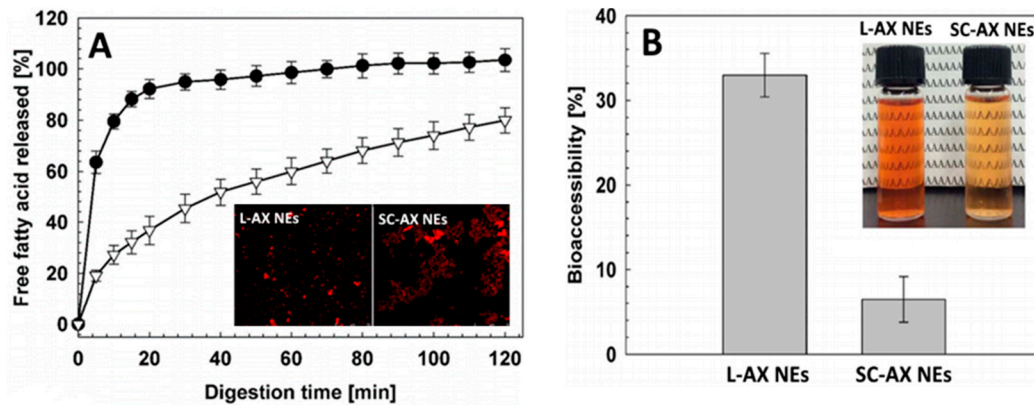 A
Free fatty acid released [%]
120
100
80
60
40
20
0
L-AX NEs
SC-AX NEs
0 20 40 60 80 100 120
Digestion time [min]
B
Bioaccessibility [%]
40
30
20
10
0
L-AX NEs SC-AX NEs
L-AX NEs SC-AX NEs